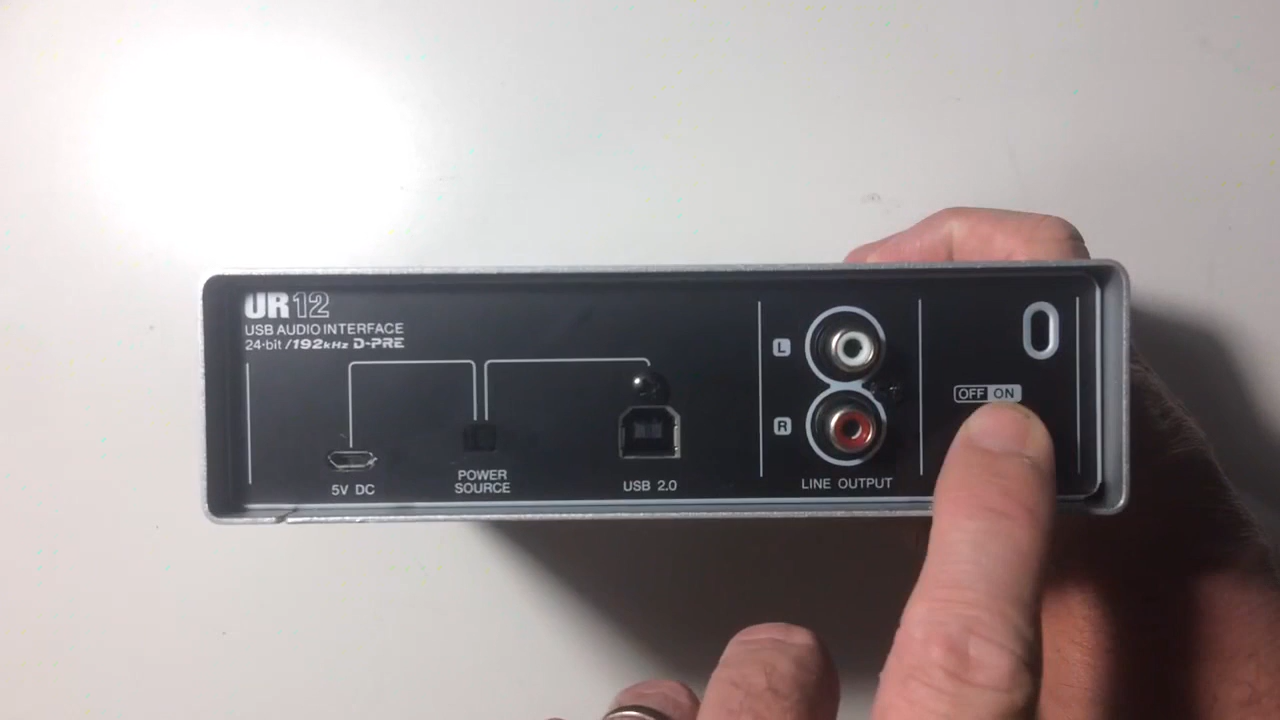 UR12
USB AUDIO INTERFACE
24-bit /192kHz D-PRE
5V DC
POWER
SOURCE
USB 2.0
L
R
LINE OUTPUT
OFF ON